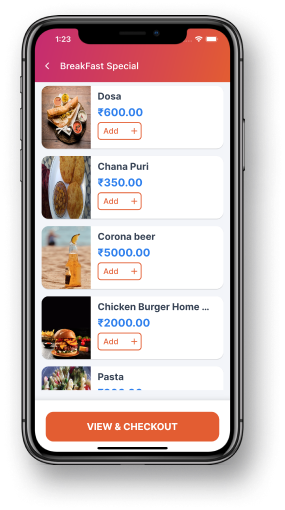 1:23
BreakFast Special
Dosa
₹600.00
Add +
Chana Puri
₹350.00
Add +
Corona beer
₹5000.00
Add +
Chicken Burger Home ...
₹2000.00
Add +
Pasta
VIEW & CHECKOUT